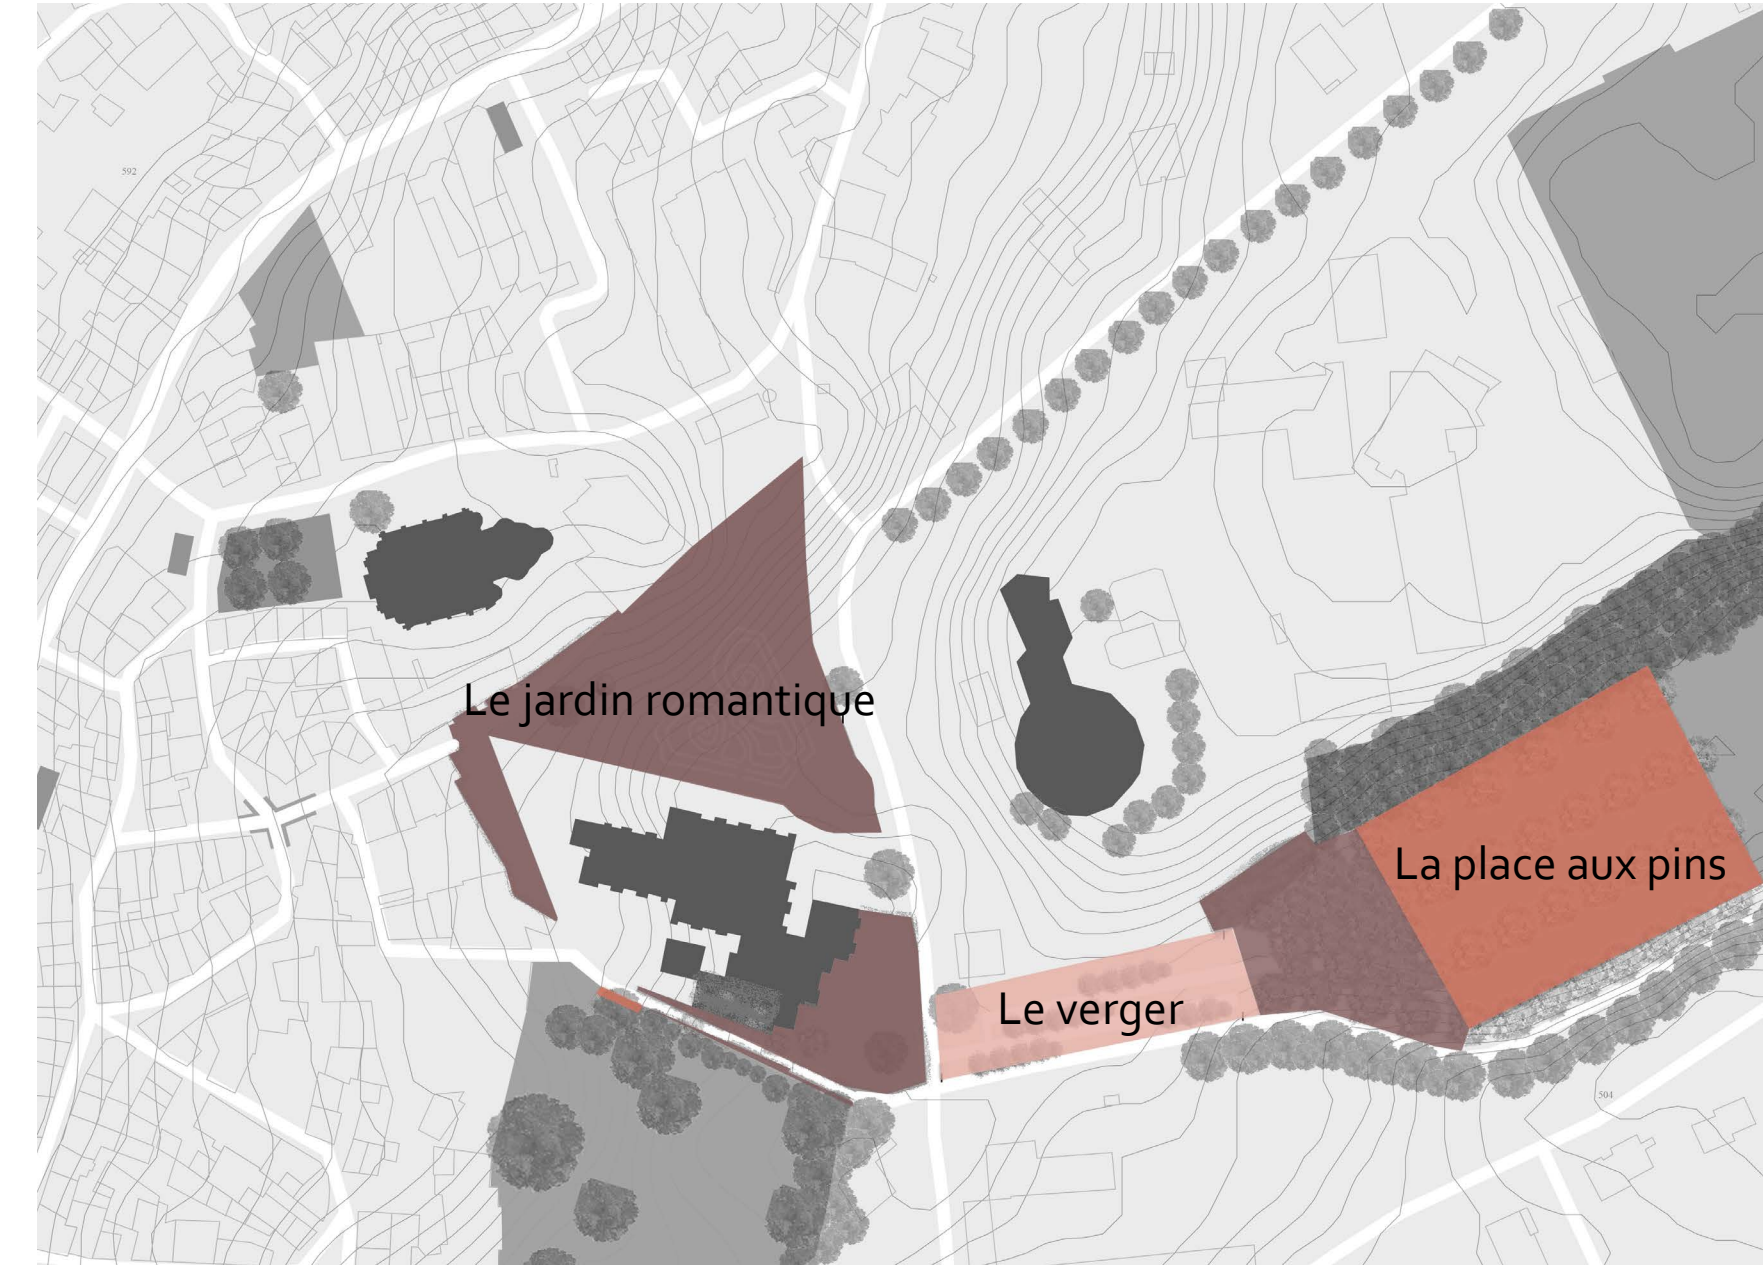 592
Le jardin romantique
La place aux pins
Le verger
504